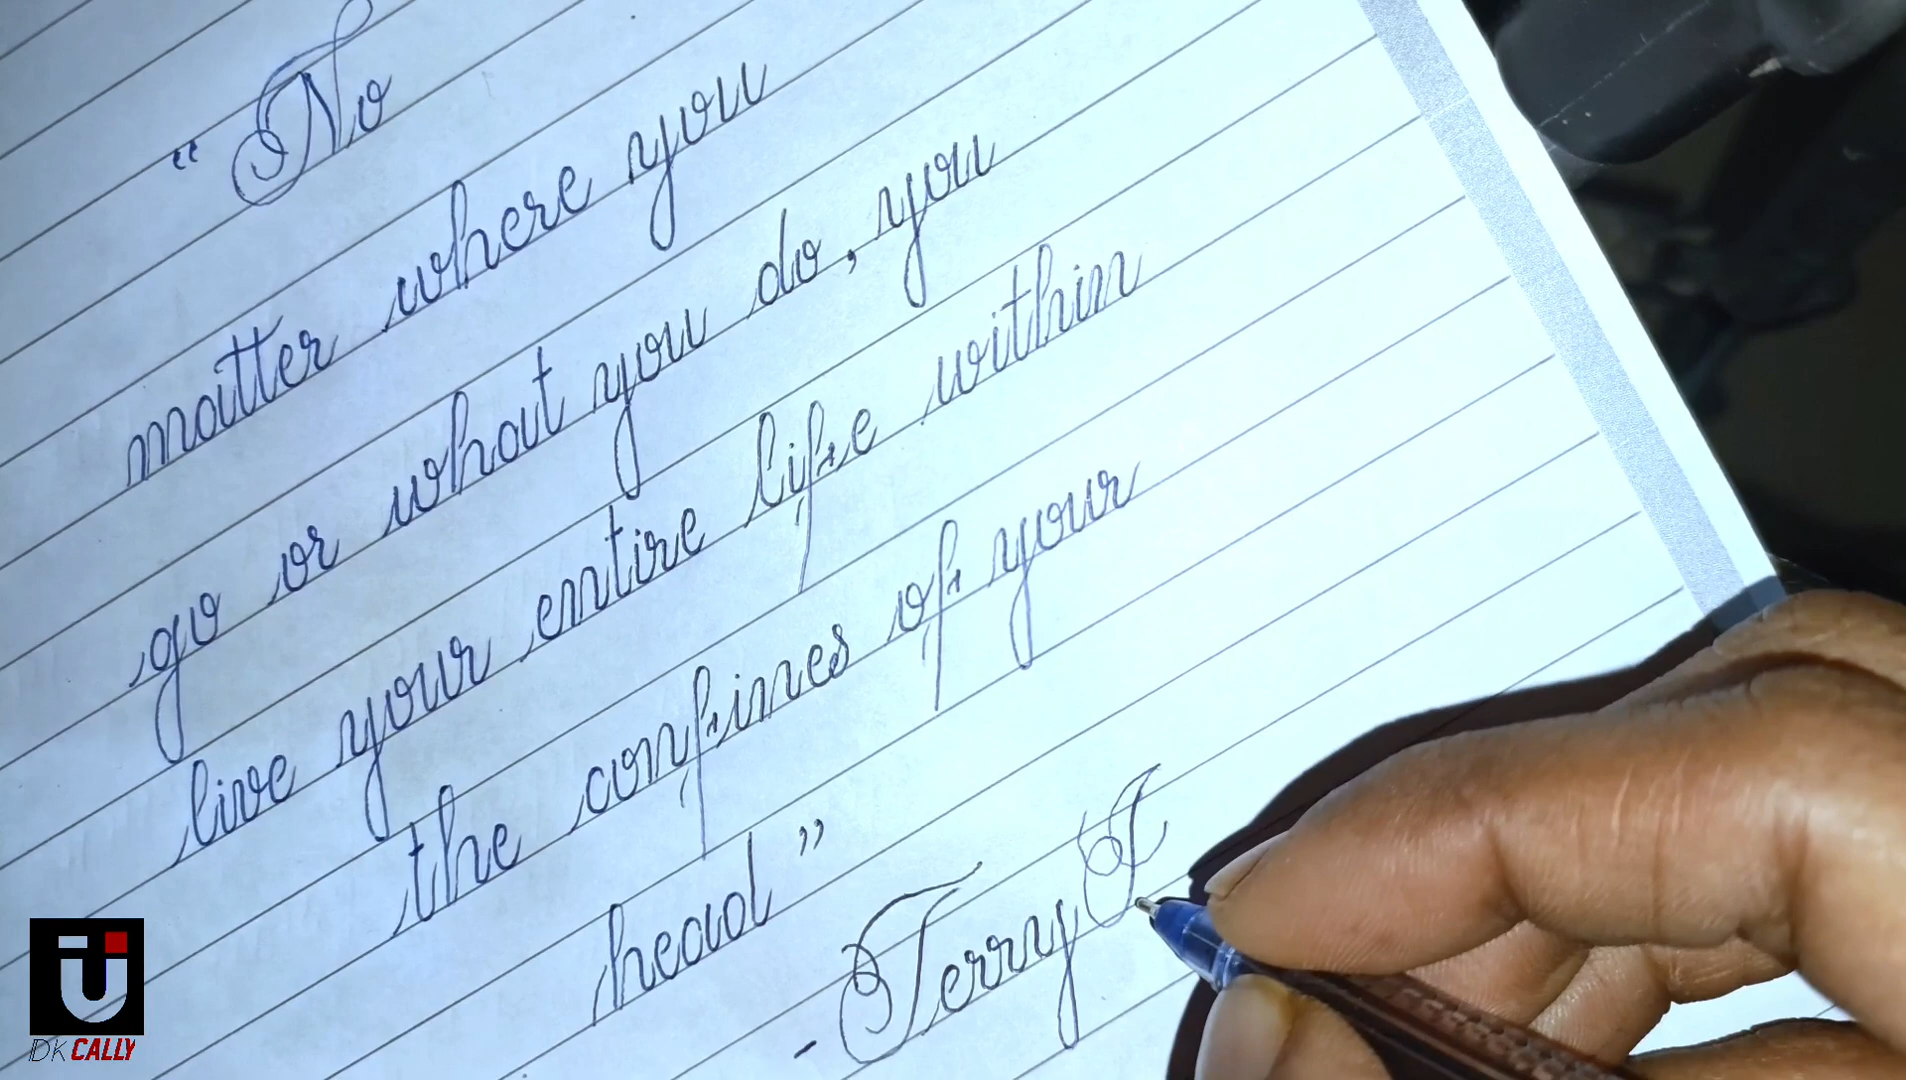 “ No
matter where you
go or what you do, you
live your entire life within
the confines of your
head ”
- Terry J
IDK CALLY